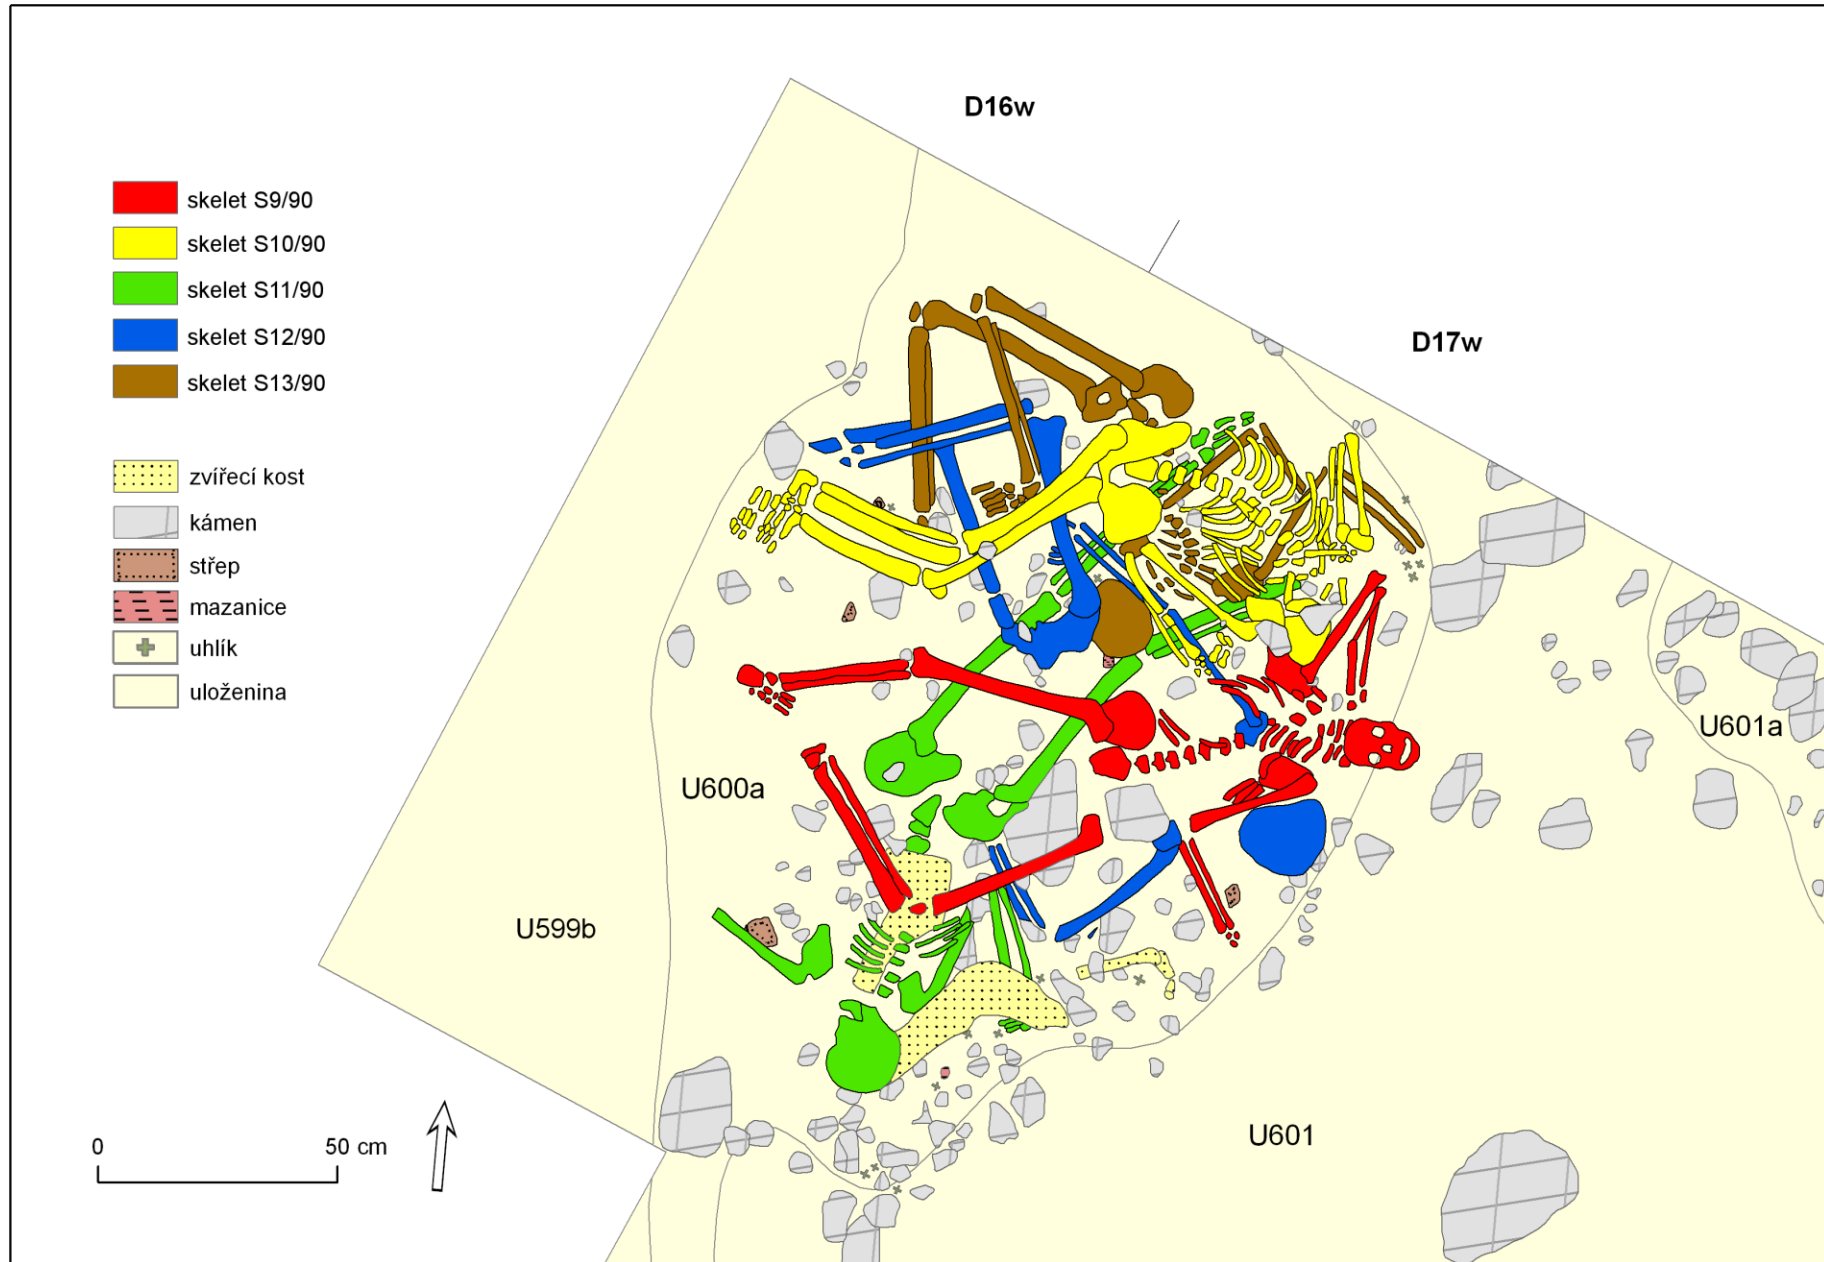 D16w
D17w
skelet S9/90
skelet S10/90
skelet S11/90
skelet S12/90
skelet S13/90
zvířecí kost
kámen
střep
mazanice
uhlík
uloženina
U600a
U601a
U599b
U601
0 50 cm